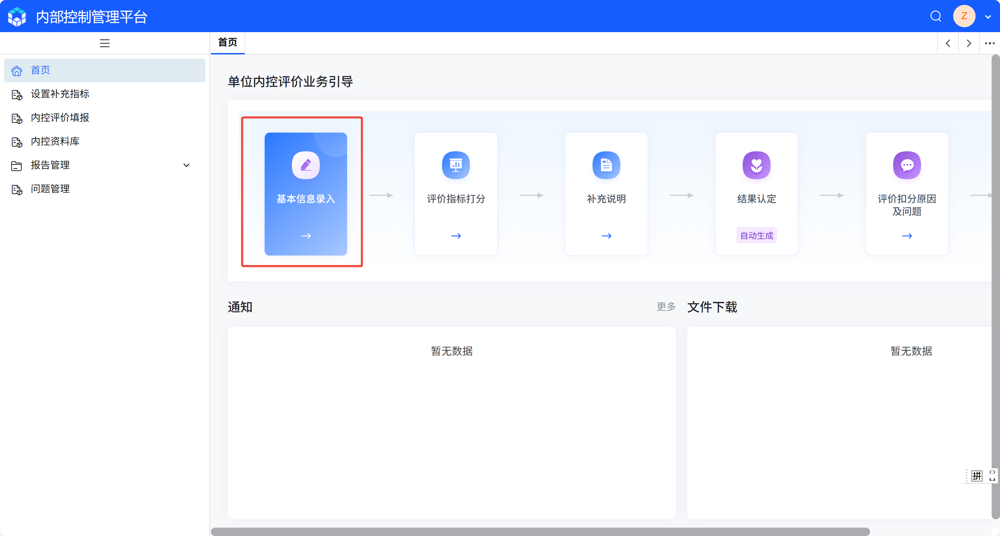 内部控制管理平台
Z
首页
首页
设置补充指标
内控评价填报
内控资料库
报告管理
问题管理
单位内控评价业务引导
基本信息录入
评价指标打分
补充说明
结果认定
自动生成
评价扣分原因
及问题
通知
更多
文件下载
暂无数据
暂无数据
拼